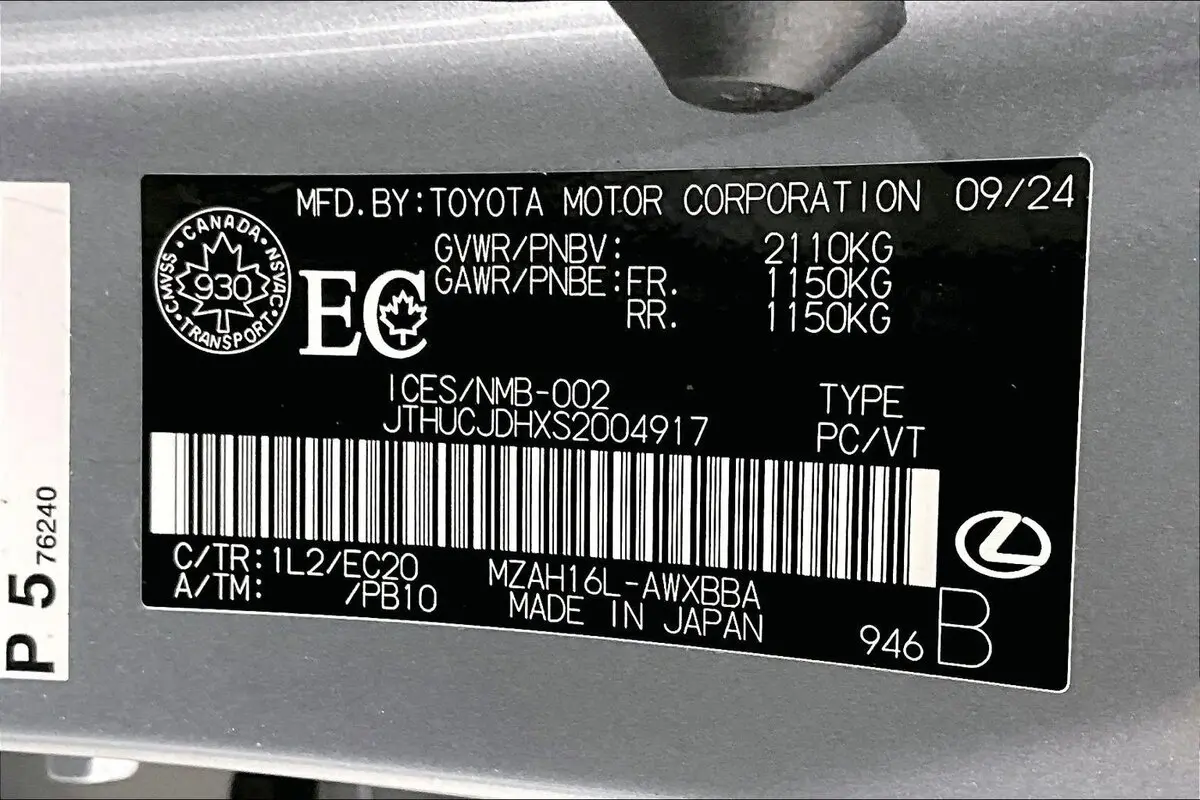 MFD.BY:TOYOTA MOTOR CORPORATION 09/24
CANADA NSVAC TRANSPORT CMVSS
930
EC
GVWR/PNBV: 2110KG
GAWR/PNBE:FR. 1150KG
RR. 1150KG
ICES/NMB-002
JTHUCJDHXS2004917
TYPE
PC/VT
C/TR:1L2/EC20
A/TM: /PB10
MZAH16L-AWXBBA
MADE IN JAPAN
946 B
P 5 76240